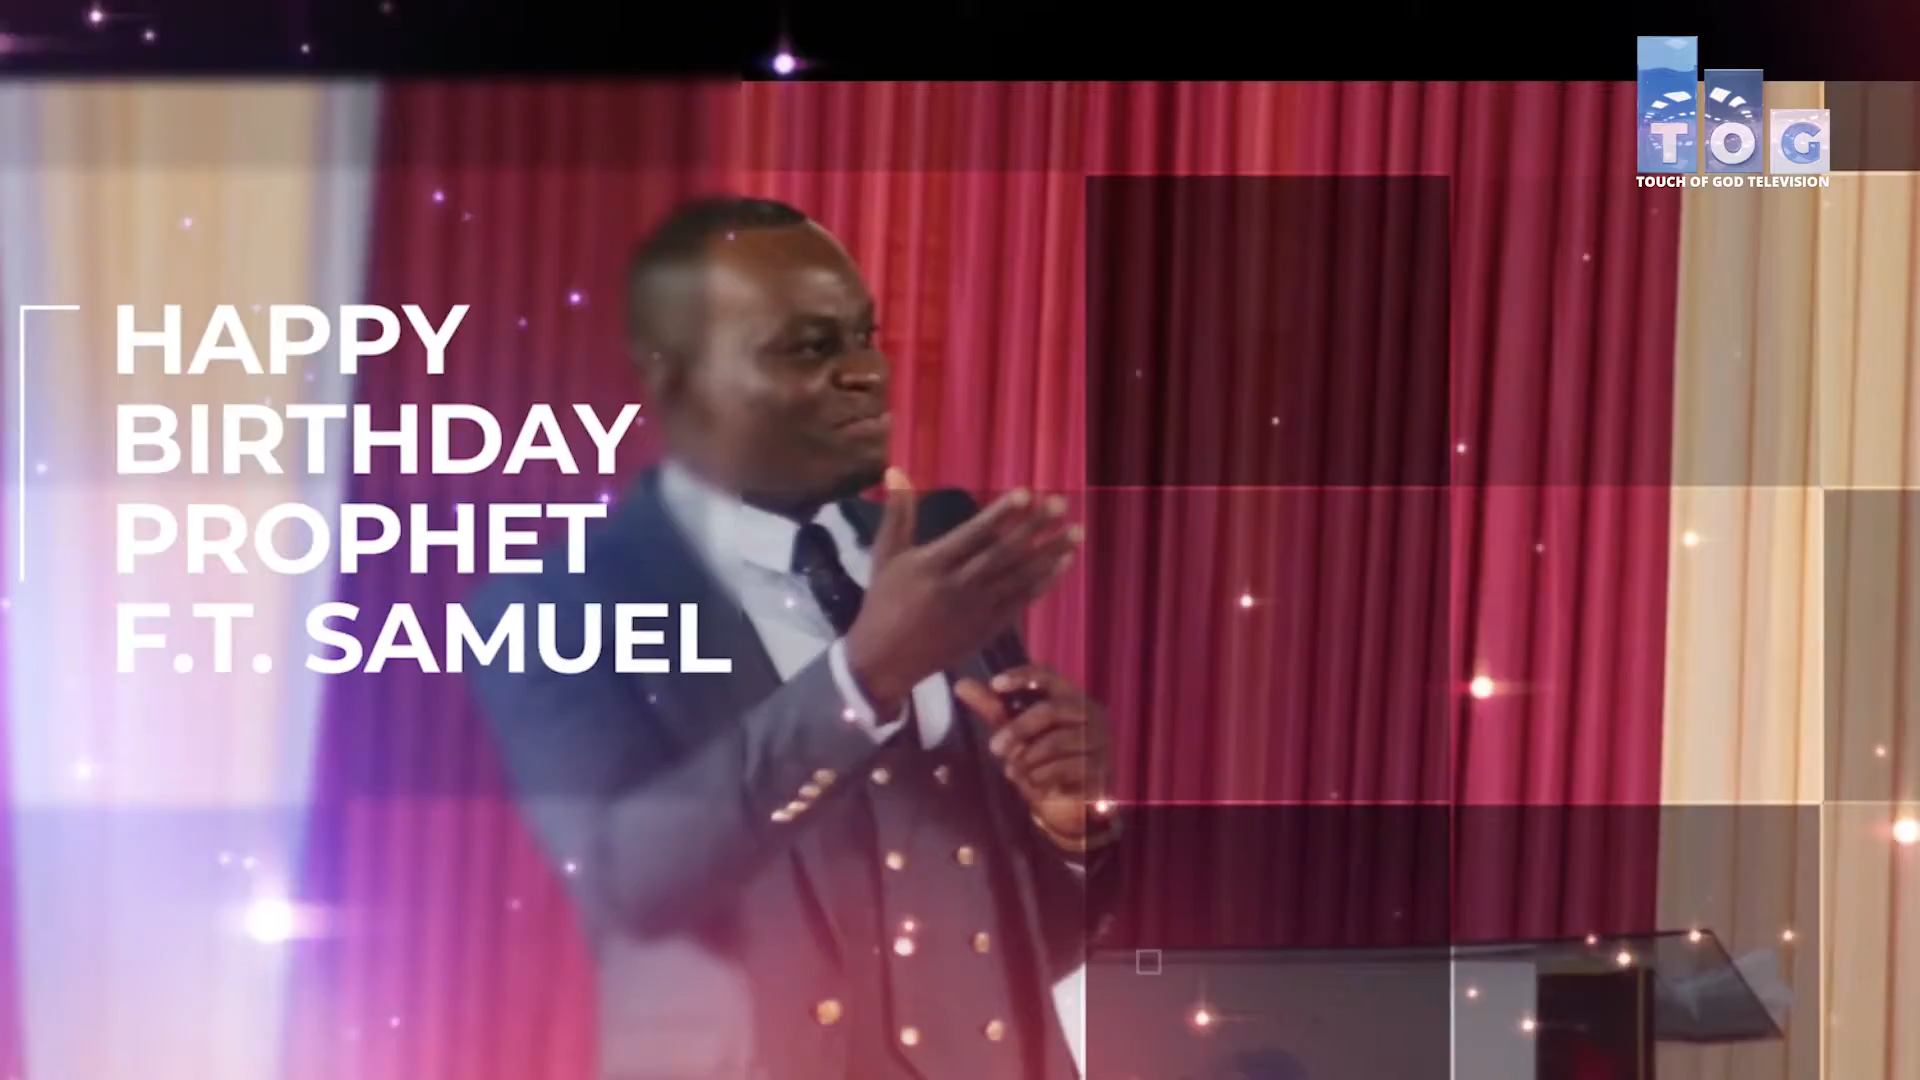 TOG
TOUCH OF GOD TELEVISION
HAPPY
BIRTHDAY
PROPHET
F.T. SAMUEL